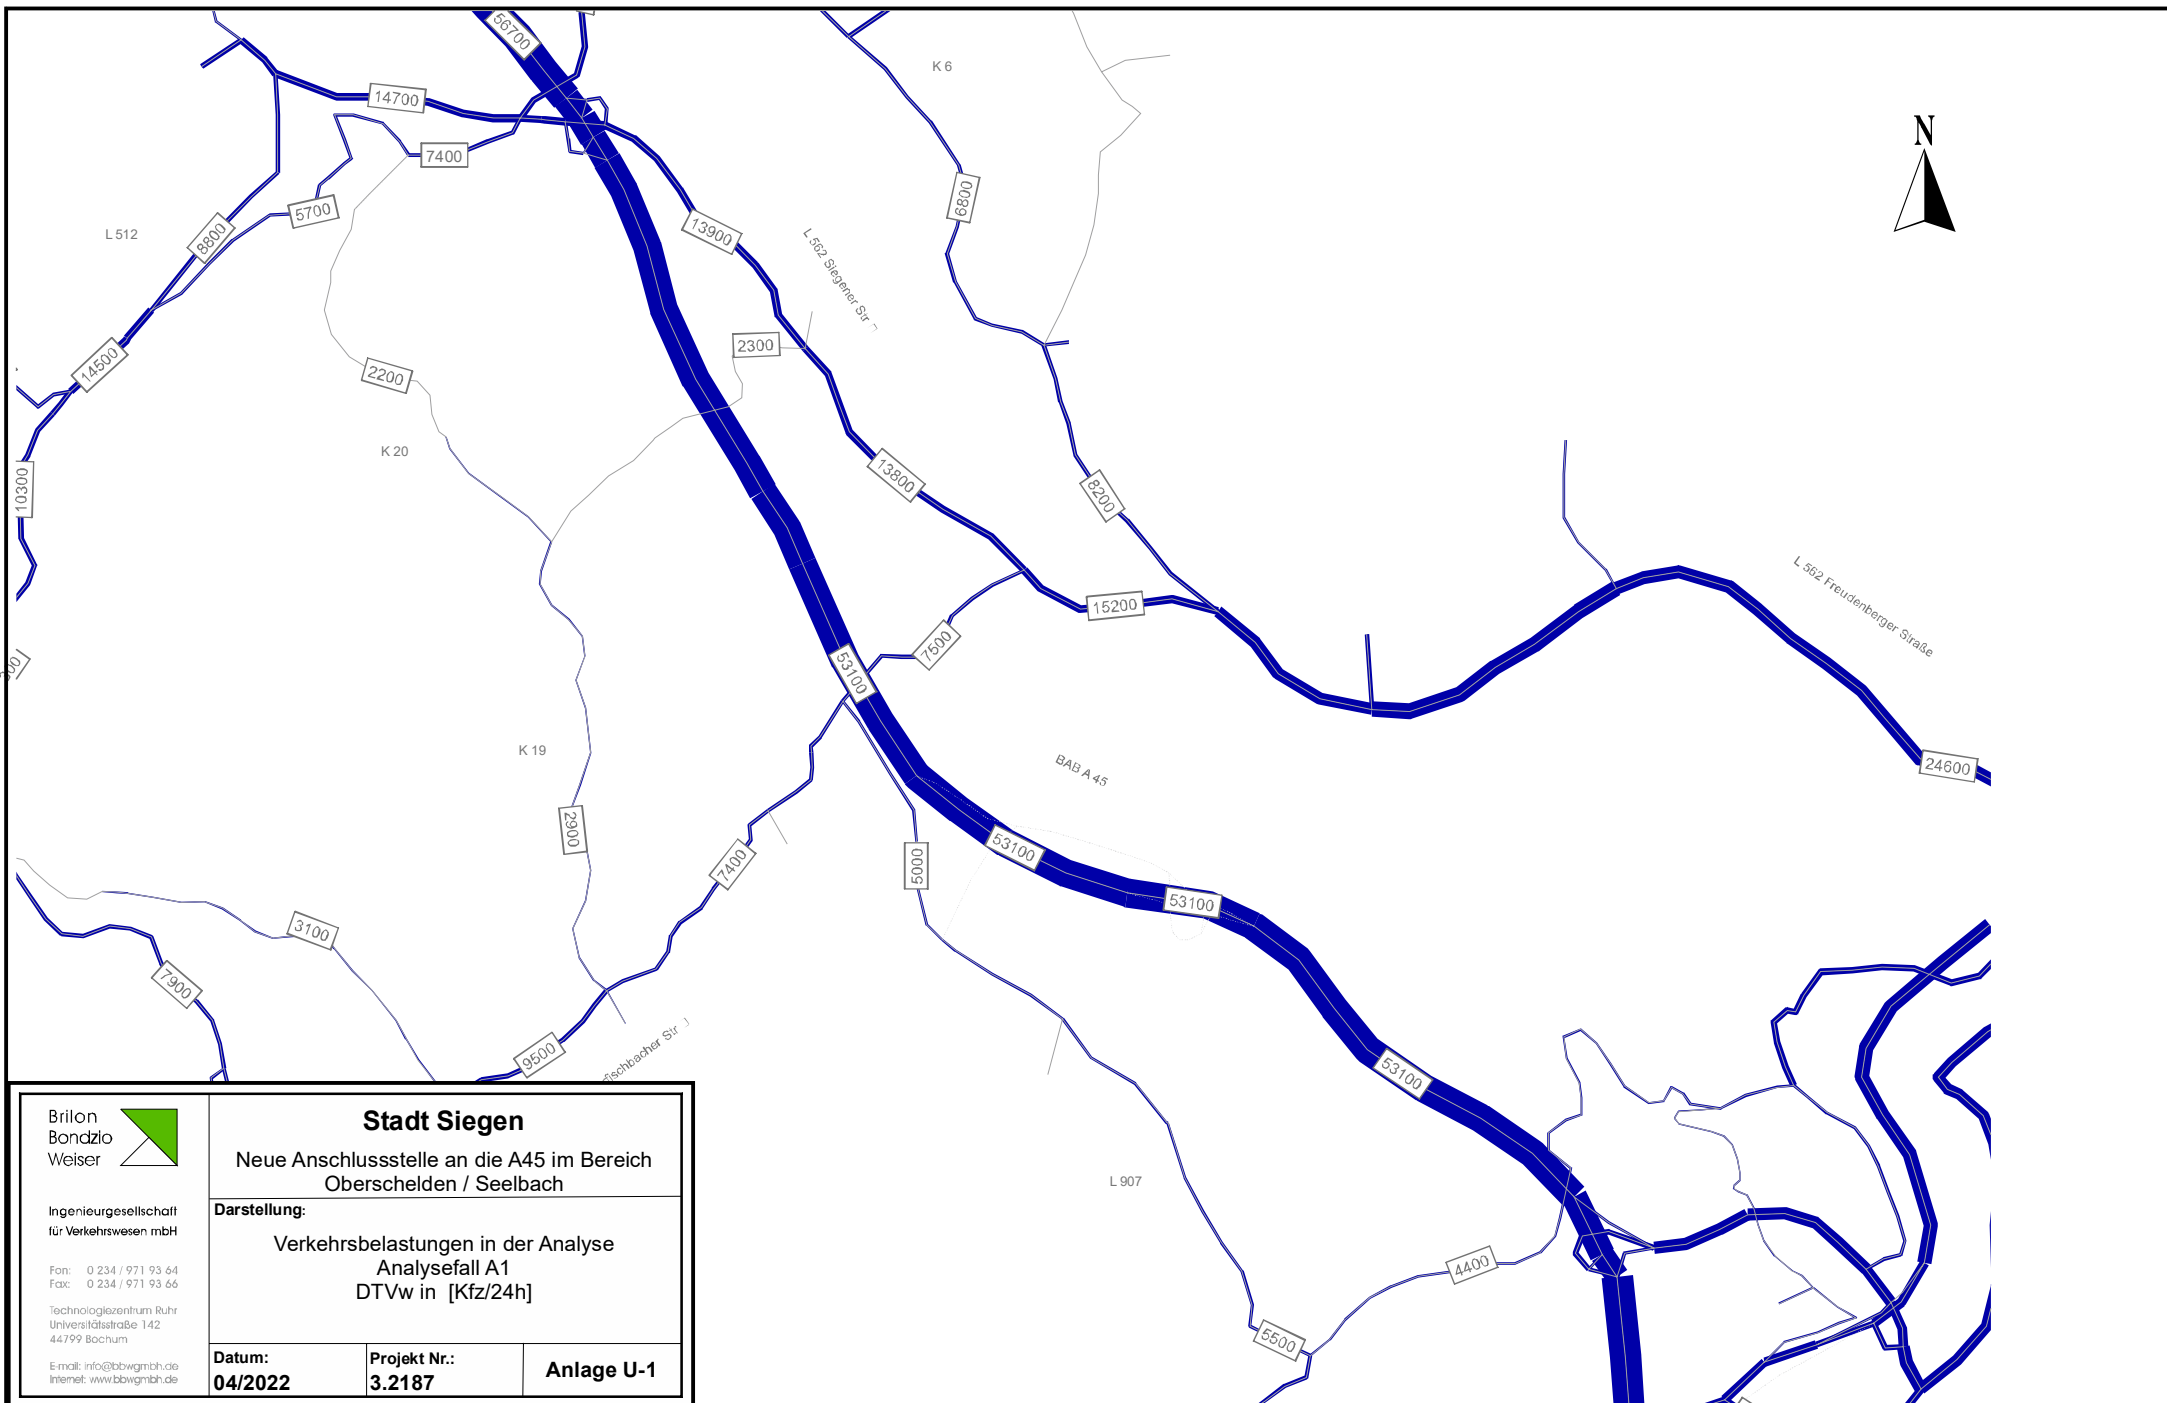 56700
K 6
14700
N
7400
6800
5700
13900
L 512
8800
L 562 Siegener Str
2300
14500
2200
K 20
13800
10300
8200
L 562 Freudenberger Straße
15200
7500
53100
K 19
BAB A 45
24600
2900
53100
7400
5000
53100
3100
7900
9500
fischbacher Str
53100
L 907
4400
5500
Brilon
Bondzio
Weiser
Ingenieurgesellschaft
für Verkehrswesen mbH
Fon: 0 234 / 971 93 64
Fax: 0 234 / 971 93 66
Technologiezentrum Ruhr
Universitätsstraße 142
44799 Bochum
E-mail: info@bbwgmbh.de
Internet: www.bbwgmbh.de
Stadt Siegen
Neue Anschlussstelle an die A45 im Bereich
Oberschelden / Seelbach
Darstellung:
Verkehrsbelastungen in der Analyse
Analysefall A1
DTVw in [Kfz/24h]
Datum:
04/2022
Projekt Nr.:
3.2187
Anlage U-1